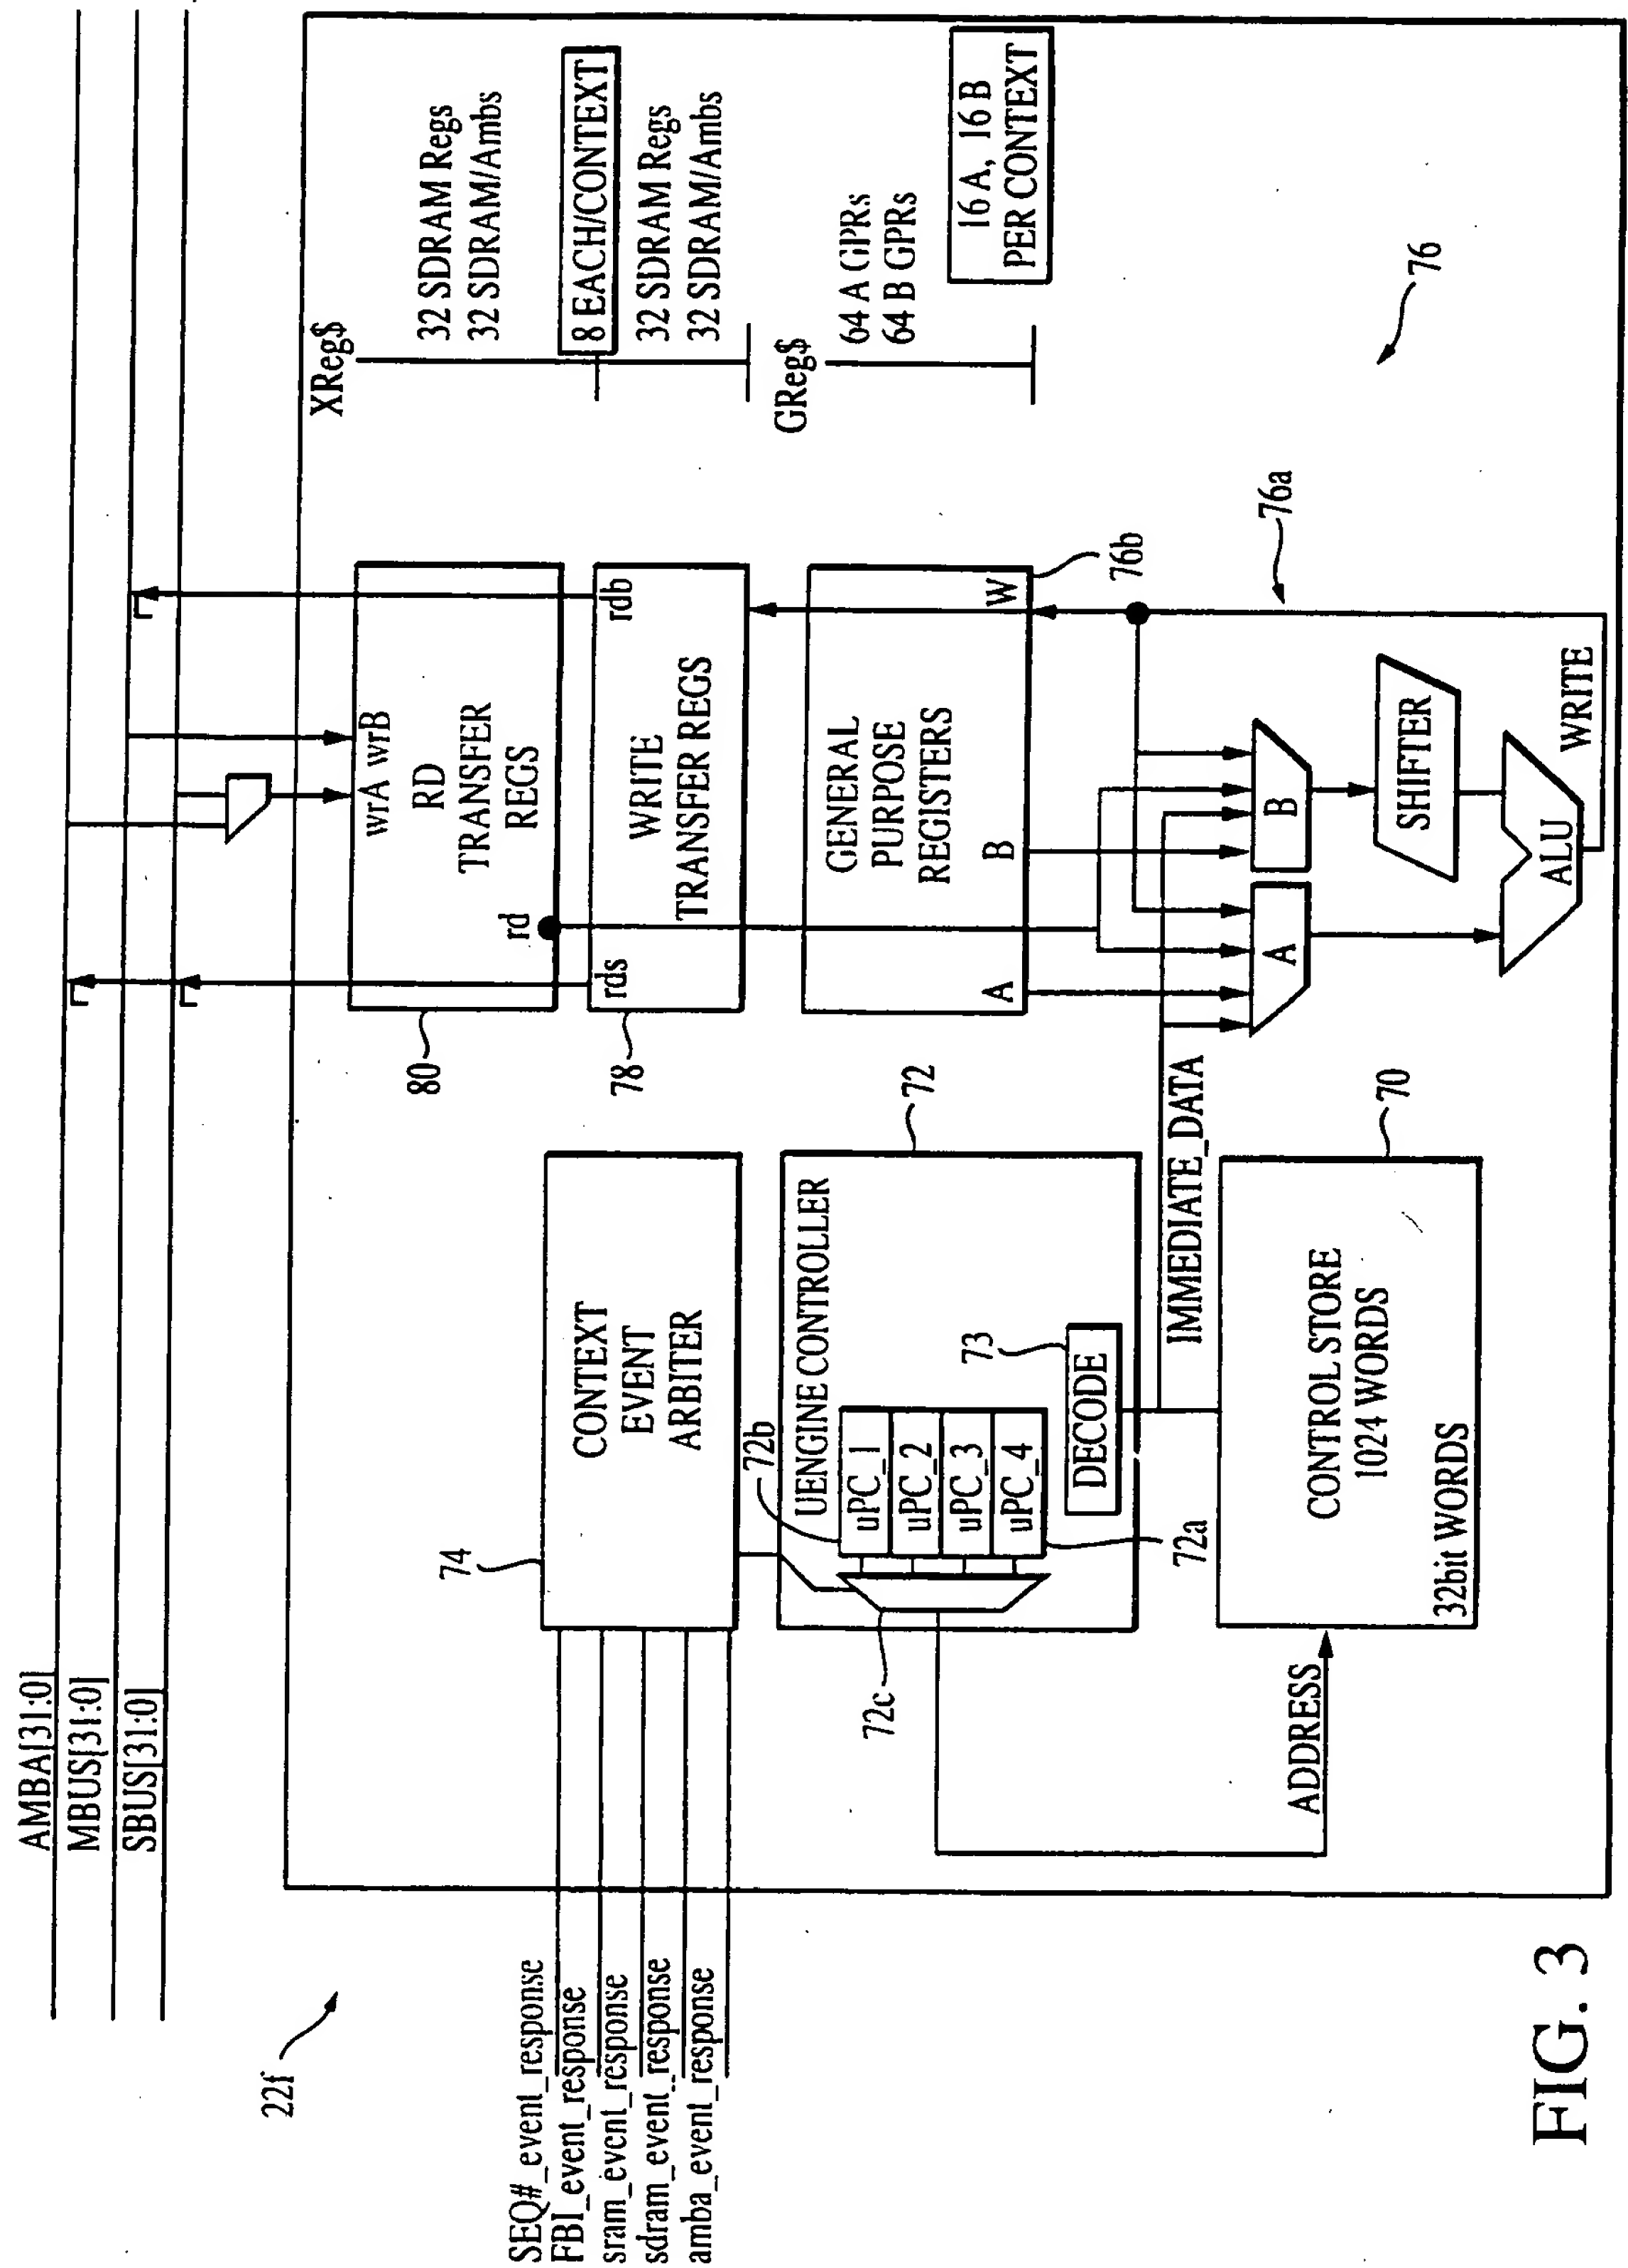 AMBA[31:0]
MBUS[31:0]
SBUS[31:0]
22f
SEQ#_event_response
FBI_event_response
sram_event_response
sdram_event_response
amba_event_response
74
CONTEXT
EVENT
ARBITER
72b
UENGINE CONTROLLER
72
uPC_1
uPC_2
uPC_3
uPC_4
73
DECODE
72c
72a
IMMEDIATE_DATA
ADDRESS
70
CONTROL STORE
1024 WORDS
32bit WORDS
80
wrA wrB
RD
TRANSFER
REGS
rd
78
rds
rdb
WRITE
TRANSFER REGS
GENERAL
PURPOSE
REGISTERS
A
B
W
76b
76a
A
B
SHIFTER
ALU
WRITE
XReg$
32 SDRAM Regs
32 SDRAM/Ambs
8 EACH/CONTEXT
32 SDRAM Regs
32 SDRAM/Ambs
GReg$
64 A GPRs
64 B GPRs
16 A, 16 B
PER CONTEXT
76
FIG. 3